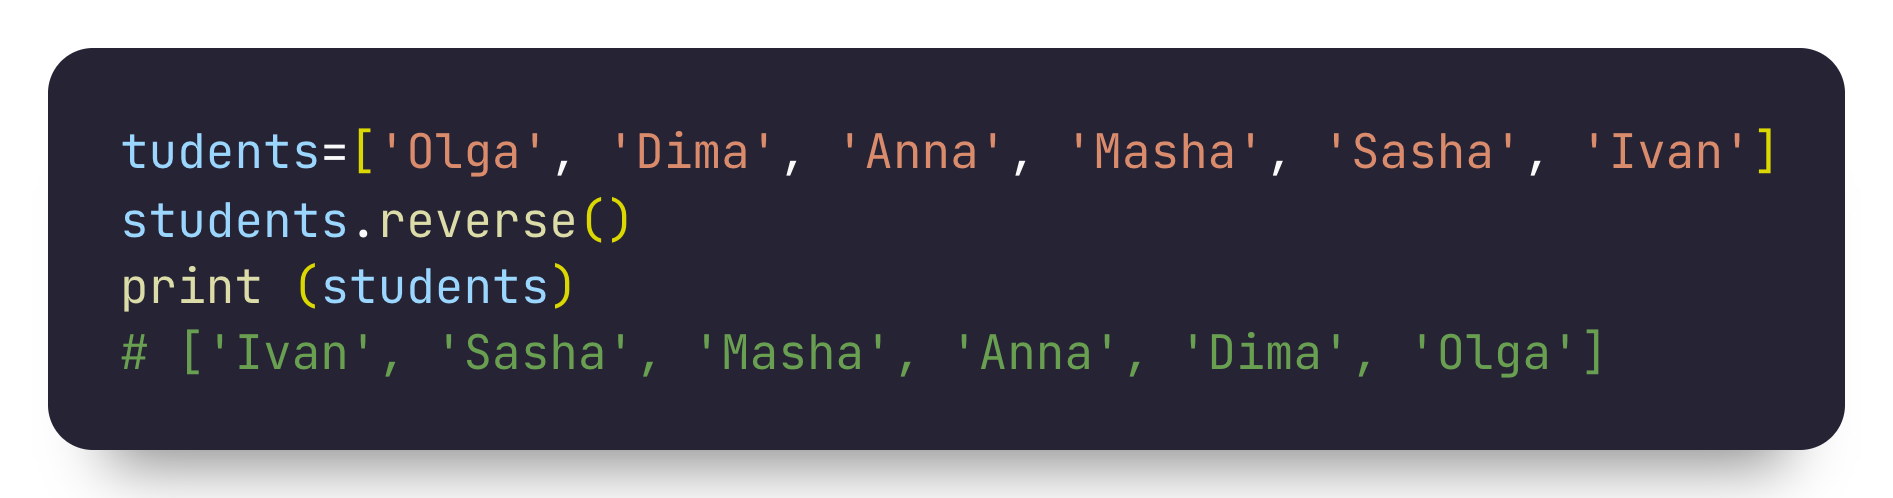 tudents=['Olga', 'Dima', 'Anna', 'Masha', 'Sasha', 'Ivan']
students.reverse()
print (students)
# ['Ivan', 'Sasha', 'Masha', 'Anna', 'Dima', 'Olga']